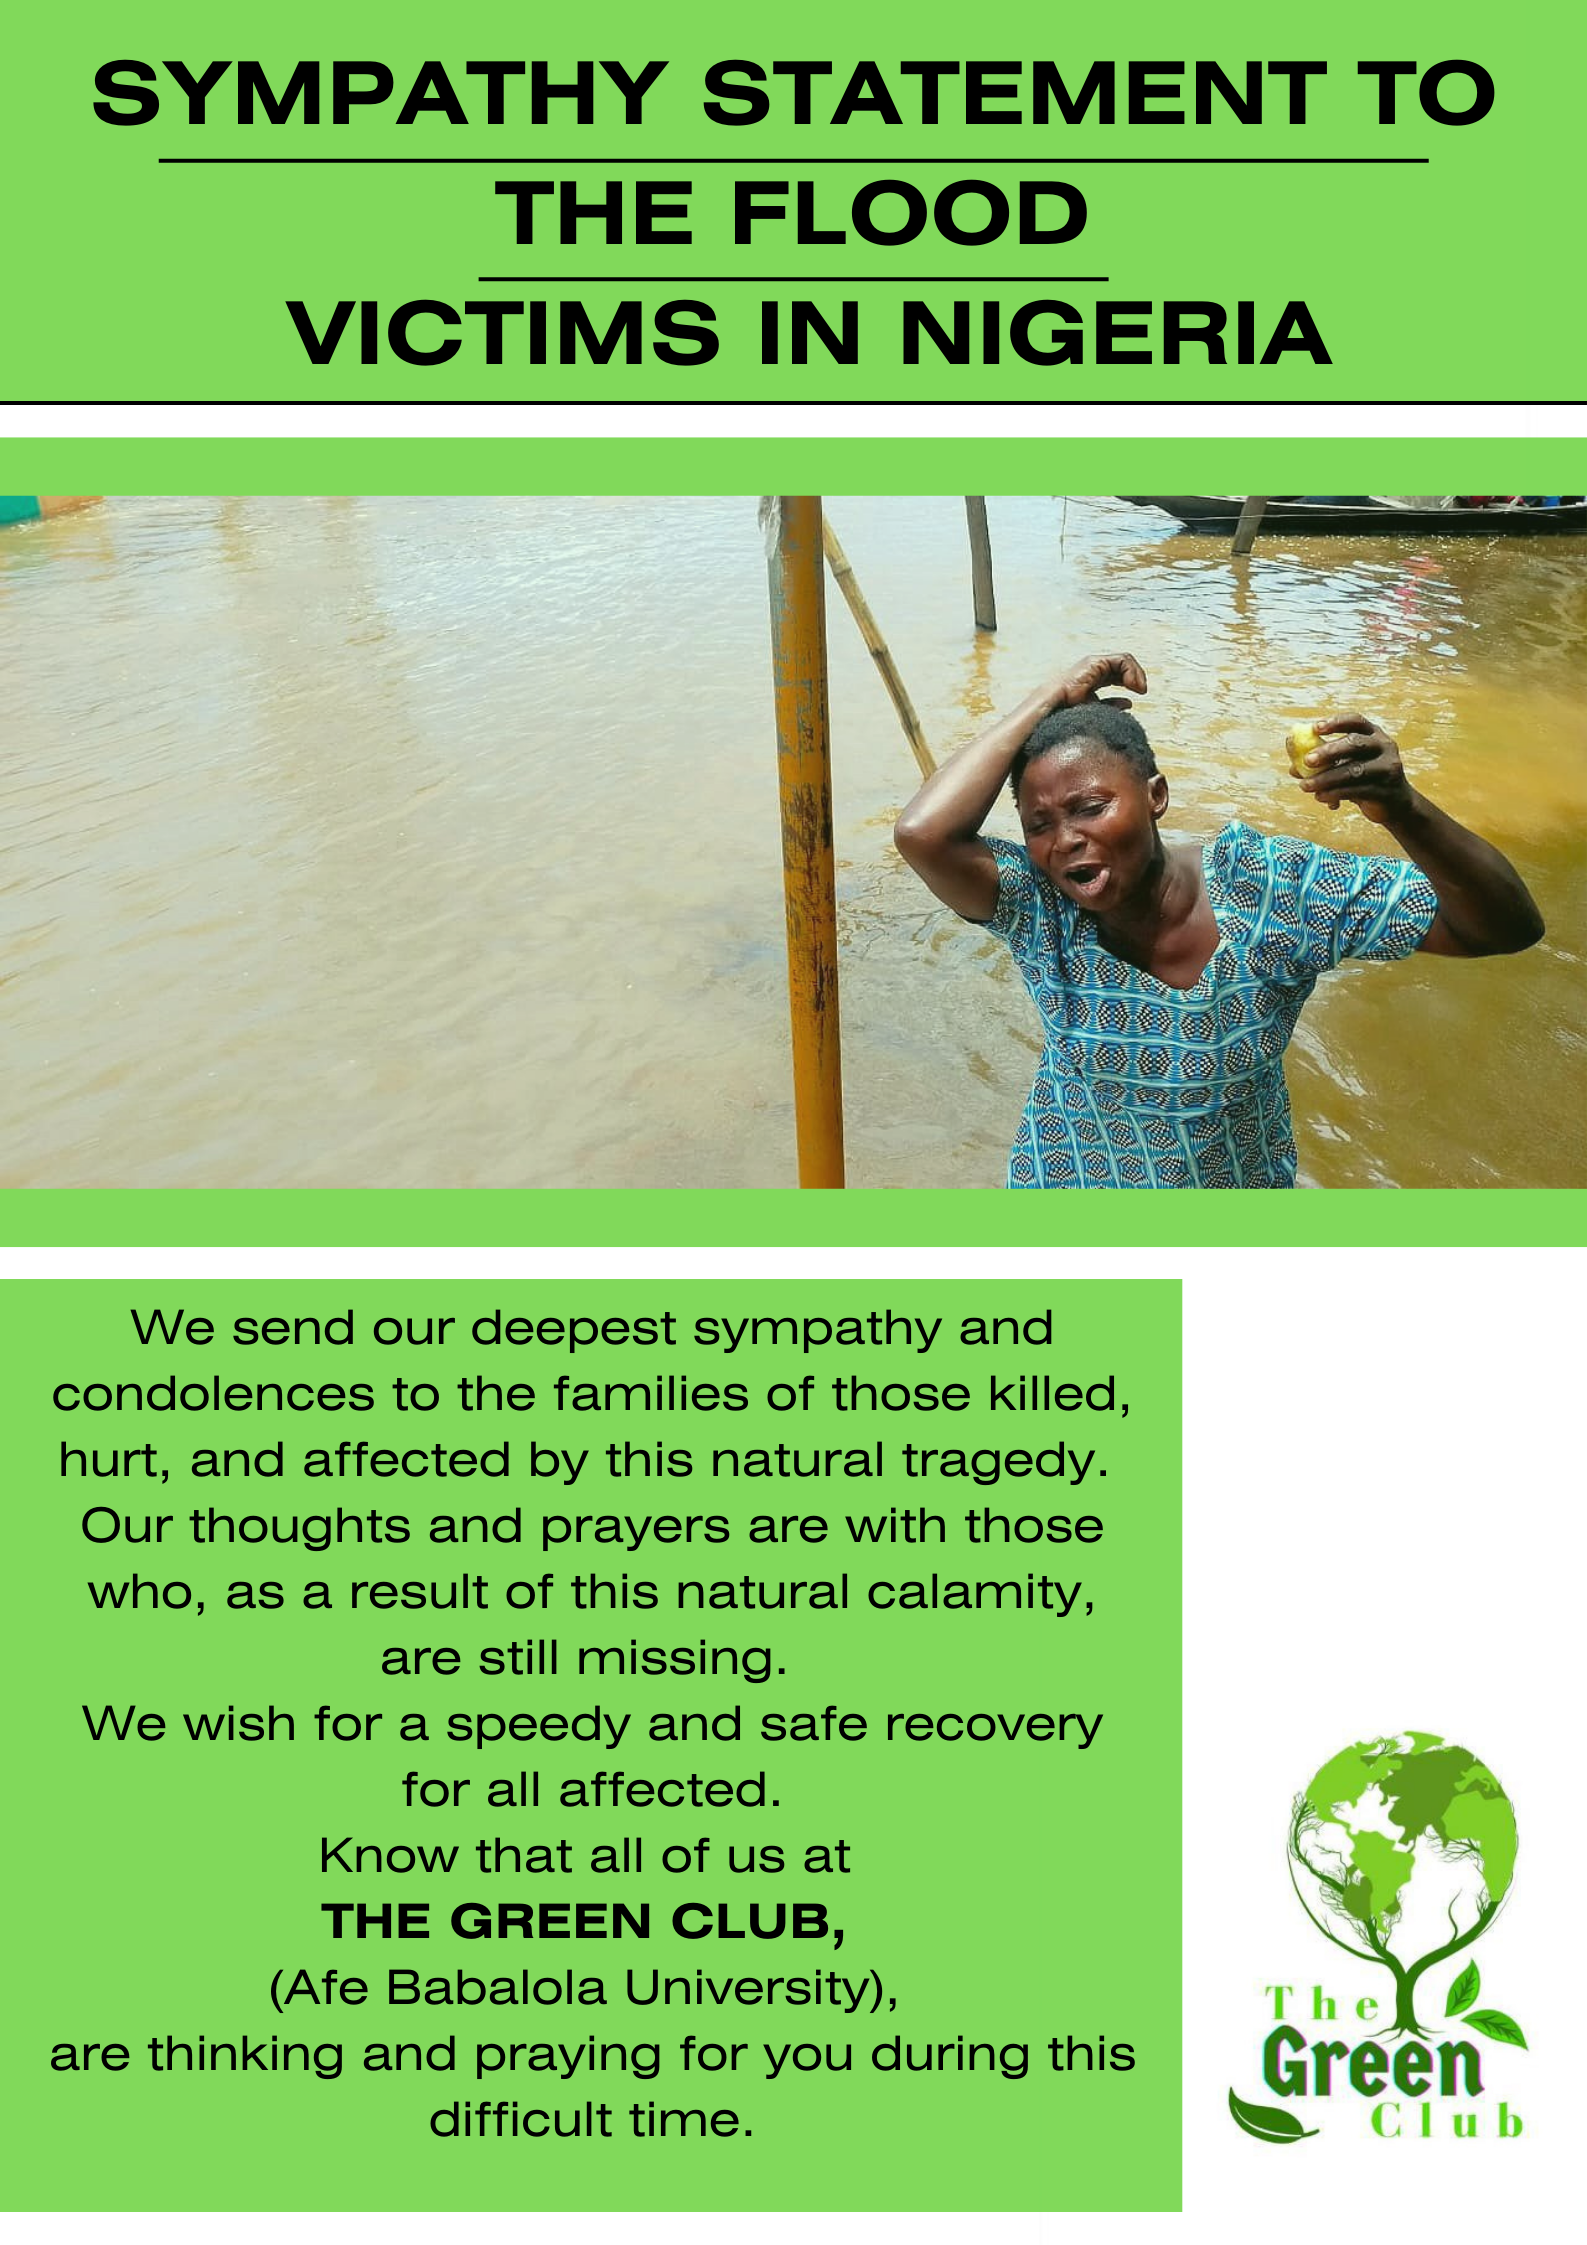 SYMPATHY STATEMENT TO
THE FLOOD
VICTIMS IN NIGERIA
We send our deepest sympathy and
condolences to the families of those killed,
hurt, and affected by this natural tragedy.
Our thoughts and prayers are with those
who, as a result of this natural calamity,
are still missing.
We wish for a speedy and safe recovery
for all affected.
Know that all of us at
THE GREEN CLUB,
(Afe Babalola University),
are thinking and praying for you during this
difficult time.
The
Green
Club